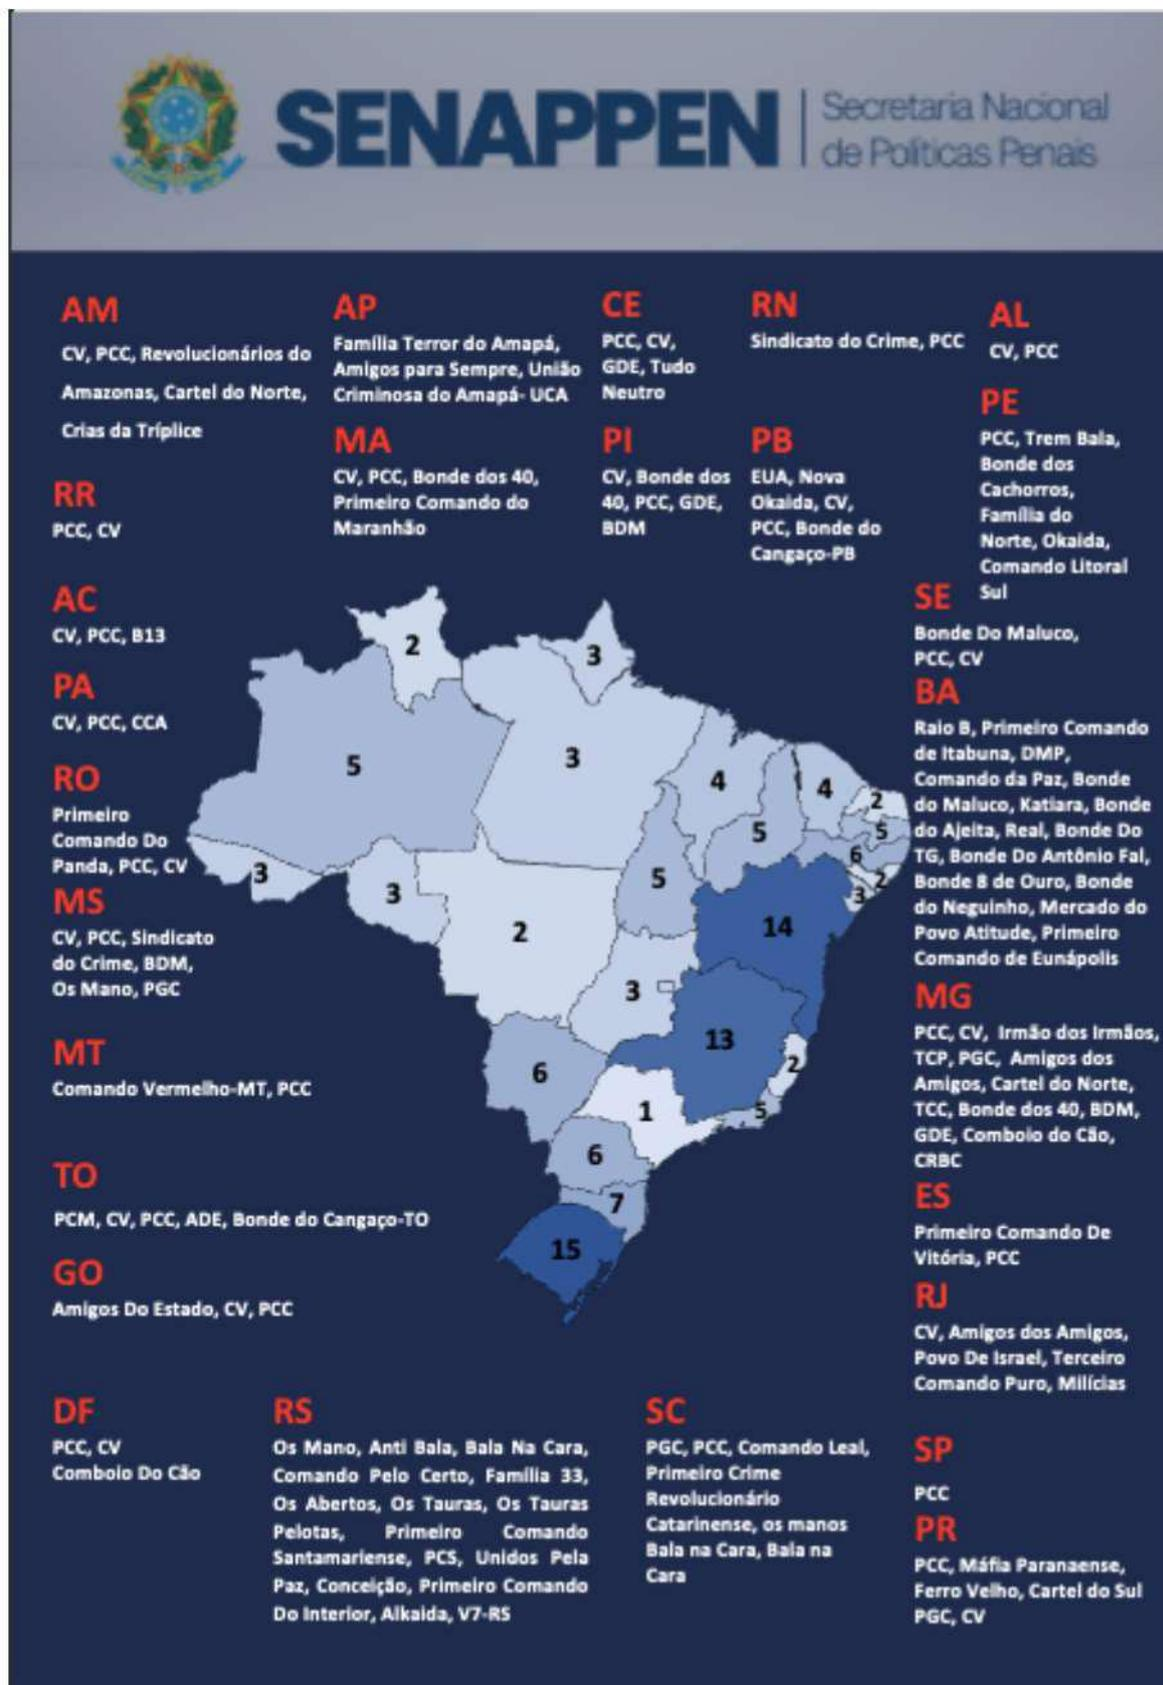 SENAPPEN
Secretaria Nacional
de Políticas Penais
AM
CV, PCC, Revolucionários do
Amazonas, Cartel do Norte,
Crias da Tríplice
AP
Família Terror do Amapá,
Amigos para Sempre, União
Criminosa do Amapá- UCA
CE
PCC, CV,
GDE, Tudo
Neutro
RN
Sindicato do Crime, PCC
AL
CV, PCC
PE
PCC, Trem Bala,
Bonde dos
Cachorros,
Família do
Norte, Okaida,
Comando Litoral
Sul
RR
PCC, CV
MA
CV, PCC, Bonde dos 40,
Primeiro Comando do
Maranhão
PI
CV, Bonde dos
40, PCC, GDE,
BDM
PB
EUA, Nova
Okaida, CV,
PCC, Bonde do
Cangaço-PB
AC
CV, PCC, B13
PA
CV, PCC, CCA
RO
Primeiro
Comando Do
Panda, PCC, CV
MS
CV, PCC, Sindicato
do Crime, BDM,
Os Mano, PGC
MT
Comando Vermelho-MT, PCC
TO
PCM, CV, PCC, ADE, Bonde do Cangaço-TO
GO
Amigos Do Estado, CV, PCC
2
3
5
3
4
4
2
5
5
6
2
3
3
3
5
2
14
3
13
2
6
1
5
6
7
15
SE
Bonde Do Maluco,
PCC, CV
BA
Raio B, Primeiro Comando
de Itabuna, DMP,
Comando da Paz, Bonde
do Maluco, Katiara, Bonde
do Ajeita, Real, Bonde Do
TG, Bonde Do Antônio Fal,
Bonde 8 de Ouro, Bonde
do Neguinho, Mercado do
Povo Atitude, Primeiro
Comando de Eunápolis
MG
PCC, CV, Irmão dos Irmãos,
TCP, PGC, Amigos dos
Amigos, Cartel do Norte,
TCC, Bonde dos 40, BDM,
GDE, Comboio do Cão,
CRBC
ES
Primeiro Comando De
Vitória, PCC
RJ
CV, Amigos dos Amigos,
Povo De Israel, Terceiro
Comando Puro, Milícias
DF
PCC, CV
Comboio Do Cão
RS
Os Mano, Anti Bala, Bala Na Cara,
Comando Pelo Certo, Família 33,
Os Abertos, Os Tauras, Os Tauras
Pelotas, Primeiro Comando
Santamariense, PCS, Unidos Pela
Paz, Conceição, Primeiro Comando
Do Interior, Alkaida, V7-RS
SC
PGC, PCC, Comando Leal,
Primeiro Crime
Revolucionário
Catarinense, os manos
Bala na Cara, Bala na
Cara
SP
PCC
PR
PCC, Máfia Paranaense,
Ferro Velho, Cartel do Sul
PGC, CV